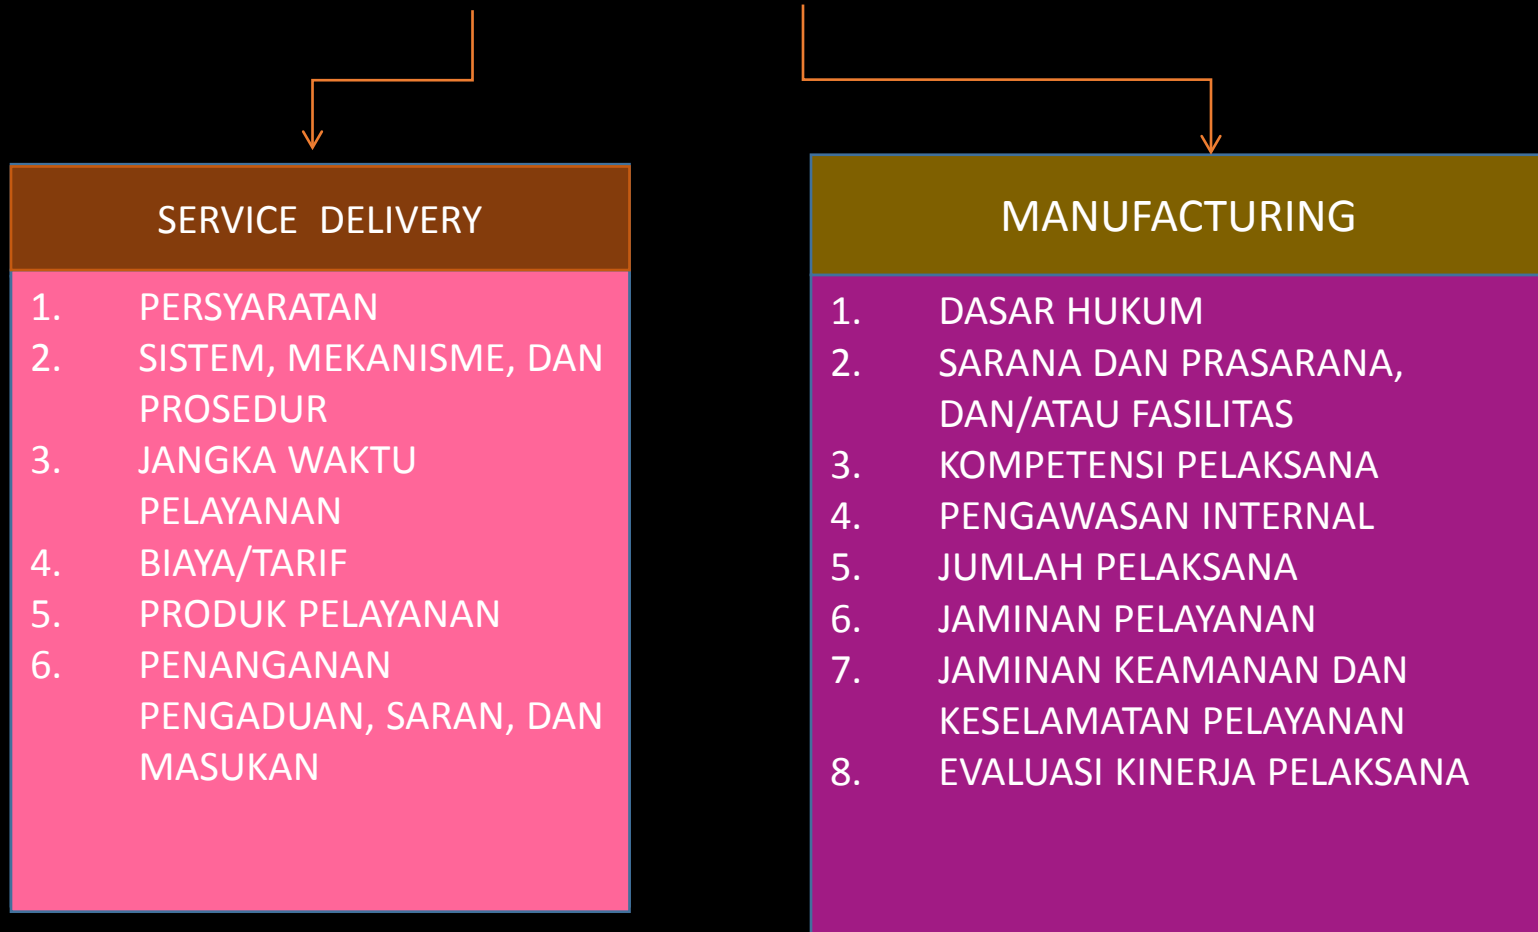 SERVICE DELIVERY
1. PERSYARATAN
2. SISTEM, MEKANISME, DAN
PROSEDUR
3. JANGKA WAKTU
PELAYANAN
4. BIAYA/TARIF
5. PRODUK PELAYANAN
6. PENANGANAN
PENGADUAN, SARAN, DAN
MASUKAN
MANUFACTURING
1. DASAR HUKUM
2. SARANA DAN PRASARANA,
DAN/ATAU FASILITAS
3. KOMPETENSI PELAKSANA
4. PENGAWASAN INTERNAL
5. JUMLAH PELAKSANA
6. JAMINAN PELAYANAN
7. JAMINAN KEAMANAN DAN
KESELAMATAN PELAYANAN
8. EVALUASI KINERJA PELAKSANA